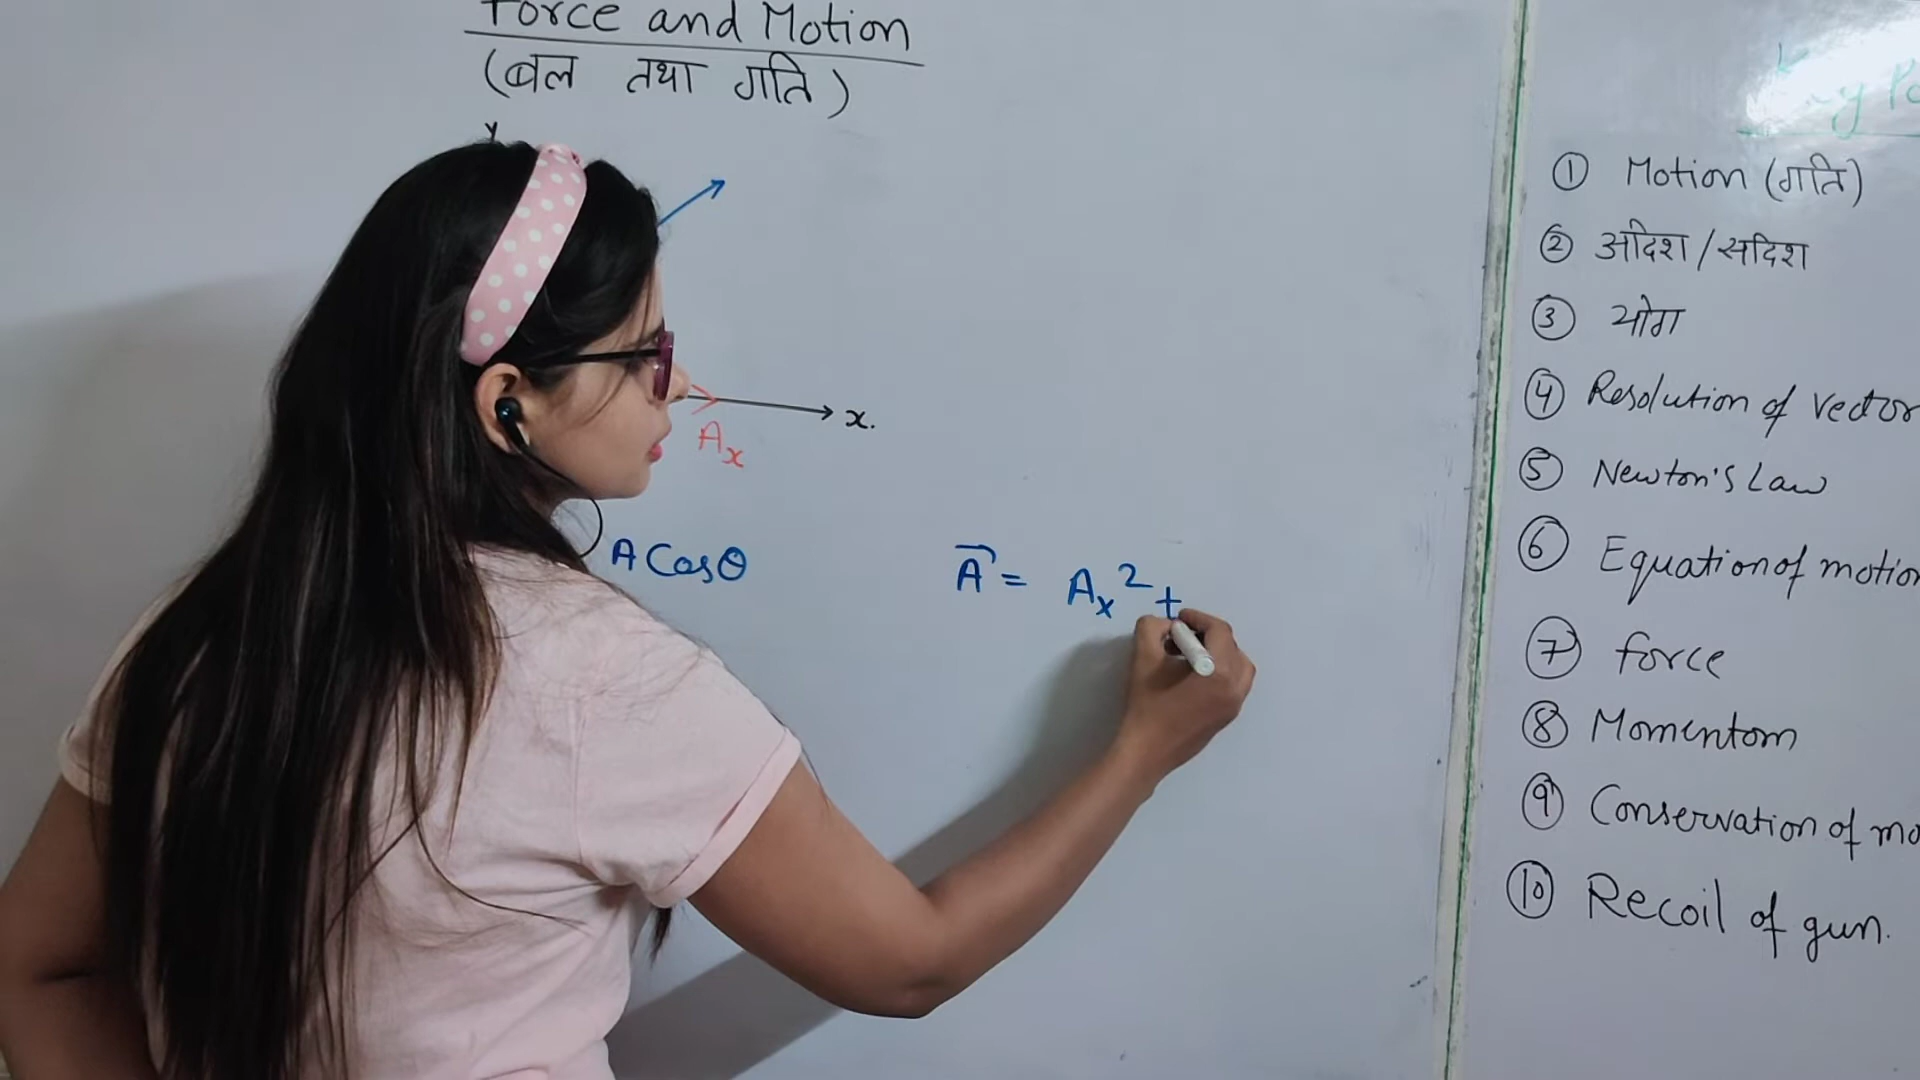 Force and Motion
(बल तथा गति)
y
x.
Ax
A Cosθ
A⃗ = Ax² +
Key Po
① Motion (गति)
② अदिश / सदिश
③ योग
④ Resolution of Vector
⑤ Newton's Law
⑥ Equation of motion
⑦ force
⑧ Momentom
⑨ Conservation of mo
⑩ Recoil of gun.